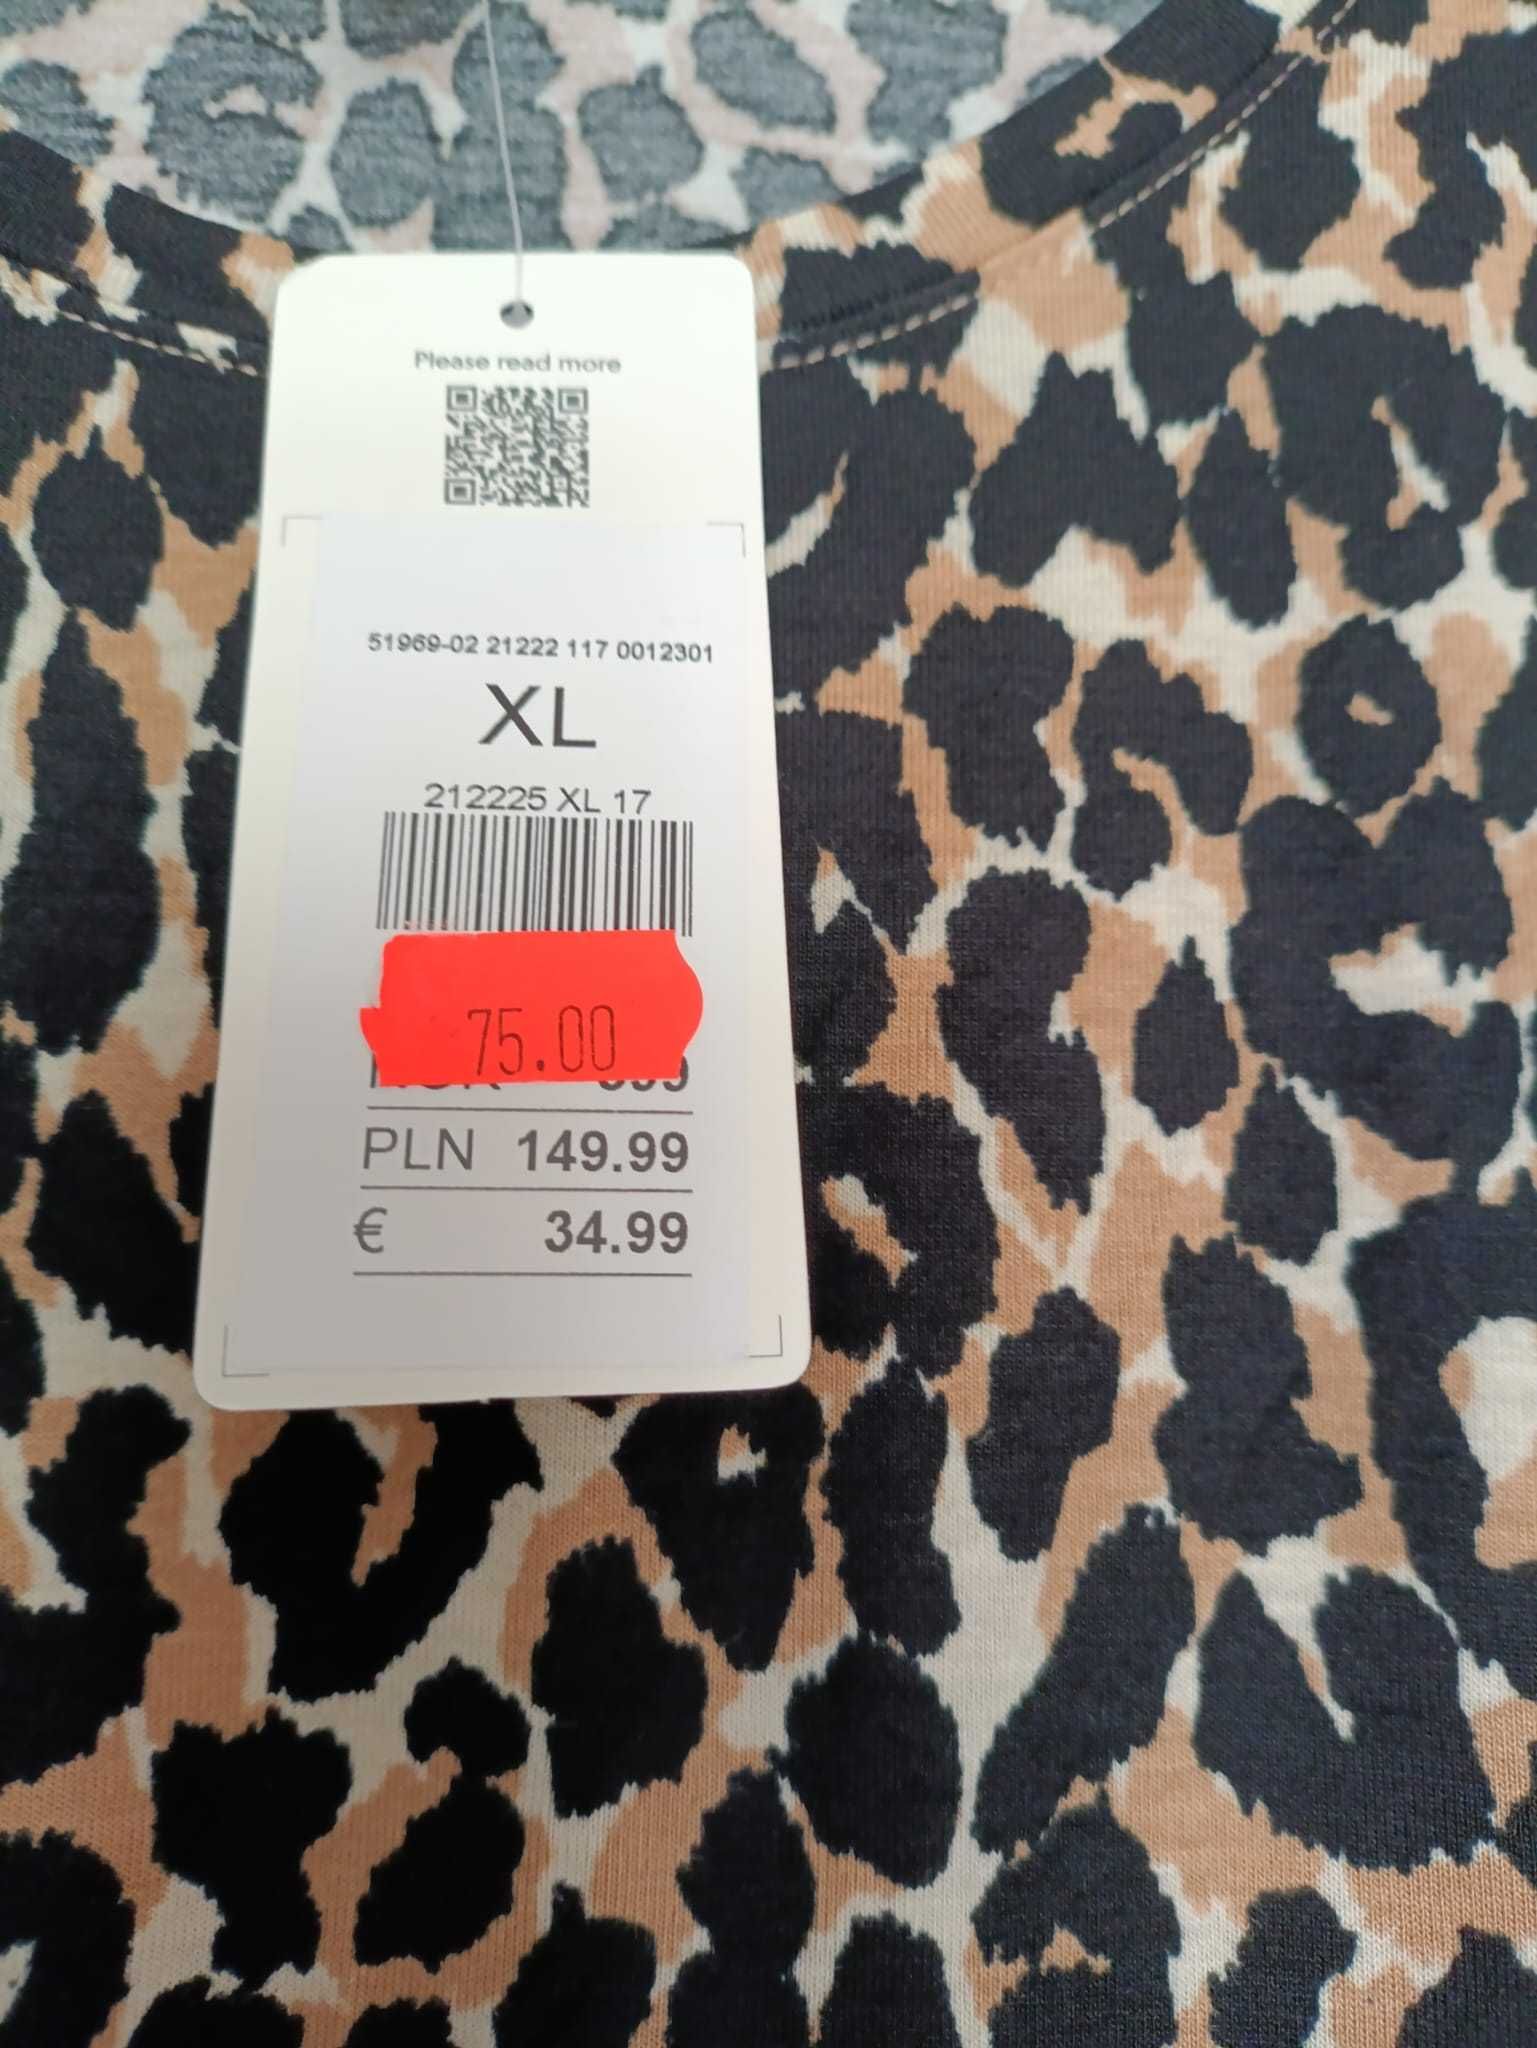 Please read more
51969-02 21222 117 0012301
XL
212225 XL 17
75.00
PLN 149.99
€ 34.99